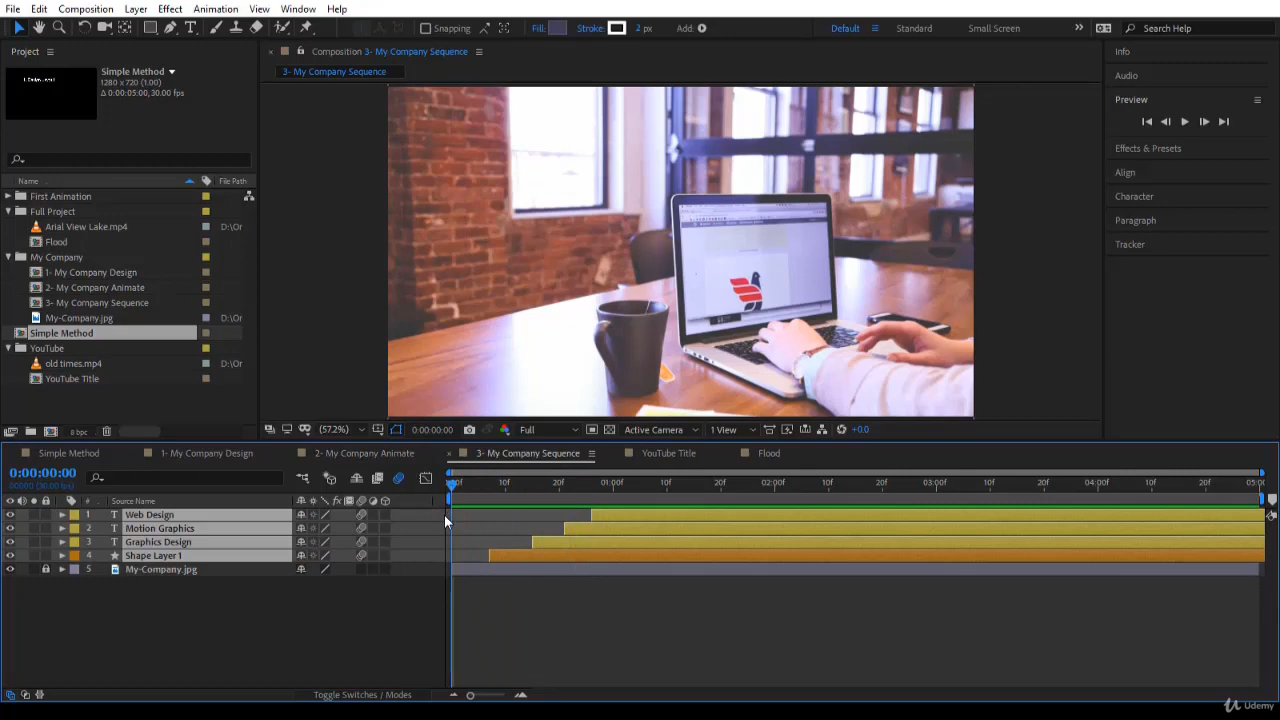 File Edit Composition Layer Effect Animation View Window Help
Snapping Fill: Stroke: 2 px Add: Default Standard Small Screen Search Help
Project
Simple Method
1280 x 720 (1.00)
Δ 0:00:05:00, 30.00 fps
Name File Path
First Animation
Full Project
Arial View Lake.mp4 D:\Or
Flood
My Company
1- My Company Design
2- My Company Animate
3- My Company Sequence
My-Company.jpg D:\Or
Simple Method
YouTube
old times.mp4 D:\Or
YouTube Title
8 bpc
Composition 3- My Company Sequence
3- My Company Sequence
(57.2%) 0:00:00:00 Full Active Camera 1 View +0.0
Info
Audio
Preview
Effects & Presets
Align
Character
Paragraph
Tracker
Simple Method 1- My Company Design 2- My Company Animate 3- My Company Sequence YouTube Title Flood
0:00:00:00
00000 (30.00 fps)
:00f 10f 20f 01:00f 10f 20f 02:00f 10f 20f 03:00f 10f 20f 04:00f 10f 20f 05:00
# Source Name
1 Web Design
2 Motion Graphics
3 Graphics Design
4 Shape Layer 1
5 My-Company.jpg
Toggle Switches / Modes
Udemy